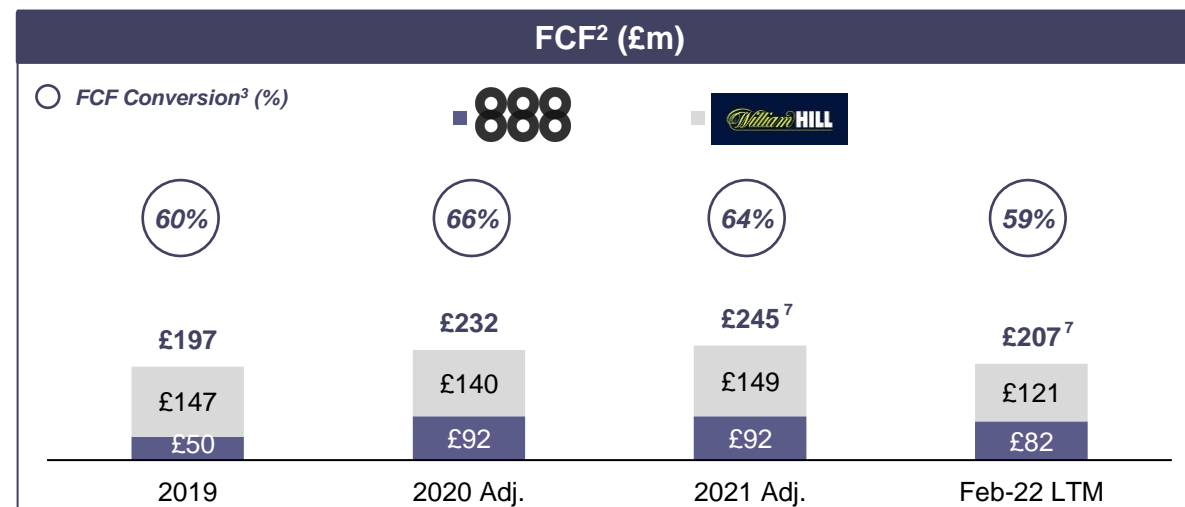 FCF² (£m)
FCF Conversion³ (%)
888
William HILL
60% 66% 64% 59%
£197 £232 £245⁷ £207⁷
£147 £140 £149 £121
£50 £92 £92 £82
2019 2020 Adj. 2021 Adj. Feb-22 LTM